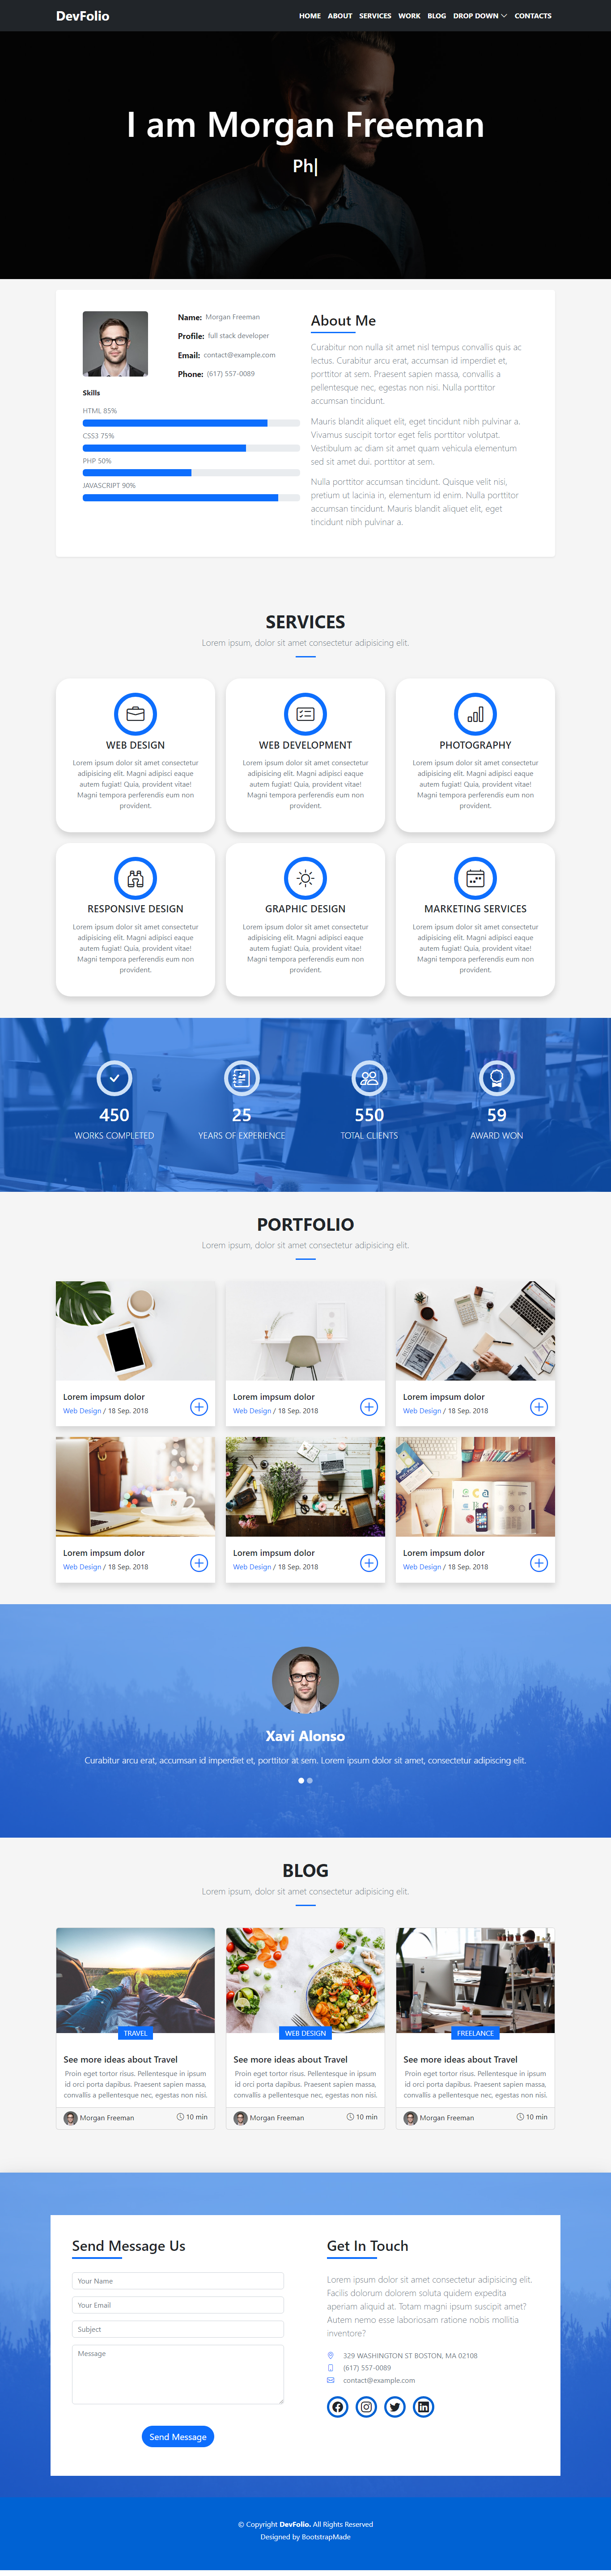 DevFolio
HOME ABOUT SERVICES WORK BLOG DROP DOWN CONTACTS
I am Morgan Freeman
Ph|
Name: Morgan Freeman
Profile: full stack developer
Email: contact@example.com
Phone: (617) 557-0089
Skills
HTML 85%
CSS3 75%
PHP 50%
JAVASCRIPT 90%
About Me
Curabitur non nulla sit amet nisl tempus convallis quis ac
lectus. Curabitur arcu erat, accumsan id imperdiet et,
porttitor at sem. Praesent sapien massa, convallis a
pellentesque nec, egestas non nisi. Nulla porttitor
accumsan tincidunt.
Mauris blandit aliquet elit, eget tincidunt nibh pulvinar a.
Vivamus suscipit tortor eget felis porttitor volutpat.
Vestibulum ac diam sit amet quam vehicula elementum
sed sit amet dui. porttitor at sem.
Nulla porttitor accumsan tincidunt. Quisque velit nisi,
pretium ut lacinia in, elementum id enim. Nulla porttitor
accumsan tincidunt. Mauris blandit aliquet elit, eget
tincidunt nibh pulvinar a.
SERVICES
Lorem ipsum, dolor sit amet consectetur adipisicing elit.
WEB DESIGN
Lorem ipsum dolor sit amet consectetur
adipisicing elit. Magni adipisci eaque
autem fugiat! Quia, provident vitae!
Magni tempora perferendis eum non
provident.
WEB DEVELOPMENT
Lorem ipsum dolor sit amet consectetur
adipisicing elit. Magni adipisci eaque
autem fugiat! Quia, provident vitae!
Magni tempora perferendis eum non
provident.
PHOTOGRAPHY
Lorem ipsum dolor sit amet consectetur
adipisicing elit. Magni adipisci eaque
autem fugiat! Quia, provident vitae!
Magni tempora perferendis eum non
provident.
RESPONSIVE DESIGN
Lorem ipsum dolor sit amet consectetur
adipisicing elit. Magni adipisci eaque
autem fugiat! Quia, provident vitae!
Magni tempora perferendis eum non
provident.
GRAPHIC DESIGN
Lorem ipsum dolor sit amet consectetur
adipisicing elit. Magni adipisci eaque
autem fugiat! Quia, provident vitae!
Magni tempora perferendis eum non
provident.
MARKETING SERVICES
Lorem ipsum dolor sit amet consectetur
adipisicing elit. Magni adipisci eaque
autem fugiat! Quia, provident vitae!
Magni tempora perferendis eum non
provident.
450
WORKS COMPLETED
25
YEARS OF EXPERIENCE
550
TOTAL CLIENTS
59
AWARD WON
PORTFOLIO
Lorem ipsum, dolor sit amet consectetur adipisicing elit.
Lorem impsum dolor
Web Design / 18 Sep. 2018
Lorem impsum dolor
Web Design / 18 Sep. 2018
Lorem impsum dolor
Web Design / 18 Sep. 2018
Lorem impsum dolor
Web Design / 18 Sep. 2018
Lorem impsum dolor
Web Design / 18 Sep. 2018
Lorem impsum dolor
Web Design / 18 Sep. 2018
Xavi Alonso
Curabitur arcu erat, accumsan id imperdiet et, porttitor at sem. Lorem ipsum dolor sit amet, consectetur adipiscing elit.
BLOG
Lorem ipsum, dolor sit amet consectetur adipisicing elit.
TRAVEL
See more ideas about Travel
Proin eget tortor risus. Pellentesque in ipsum
id orci porta dapibus. Praesent sapien massa,
convallis a pellentesque nec, egestas non nisi.
Morgan Freeman 10 min
WEB DESIGN
See more ideas about Travel
Proin eget tortor risus. Pellentesque in ipsum
id orci porta dapibus. Praesent sapien massa,
convallis a pellentesque nec, egestas non nisi.
Morgan Freeman 10 min
FREELANCE
See more ideas about Travel
Proin eget tortor risus. Pellentesque in ipsum
id orci porta dapibus. Praesent sapien massa,
convallis a pellentesque nec, egestas non nisi.
Morgan Freeman 10 min
Send Message Us
Your Name
Your Email
Subject
Message
Send Message
Get In Touch
Lorem ipsum dolor sit amet consectetur adipisicing elit.
Facilis dolorum dolorem soluta quidem expedita
aperiam aliquid at. Totam magni ipsum suscipit amet?
Autem nemo esse laboriosam ratione nobis mollitia
inventore?
329 WASHINGTON ST BOSTON, MA 02108
(617) 557-0089
contact@example.com
© Copyright DevFolio. All Rights Reserved
Designed by BootstrapMade